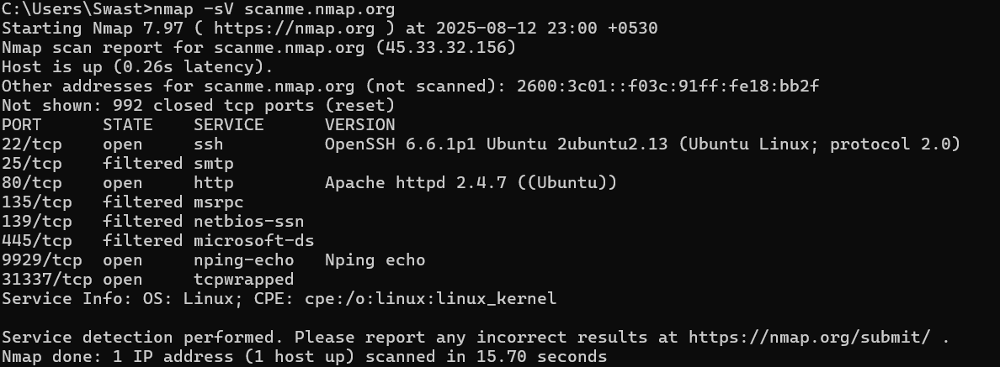 C:\Users\Swast>nmap -sV scanme.nmap.org
Starting Nmap 7.97 ( https://nmap.org ) at 2025-08-12 23:00 +0530
Nmap scan report for scanme.nmap.org (45.33.32.156)
Host is up (0.26s latency).
Other addresses for scanme.nmap.org (not scanned): 2600:3c01::f03c:91ff:fe18:bb2f
Not shown: 992 closed tcp ports (reset)
PORT      STATE    SERVICE      VERSION
22/tcp    open     ssh          OpenSSH 6.6.1p1 Ubuntu 2ubuntu2.13 (Ubuntu Linux; protocol 2.0)
25/tcp    filtered smtp
80/tcp    open     http         Apache httpd 2.4.7 ((Ubuntu))
135/tcp   filtered msrpc
139/tcp   filtered netbios-ssn
445/tcp   filtered microsoft-ds
9929/tcp  open     nping-echo   Nping echo
31337/tcp open     tcpwrapped
Service Info: OS: Linux; CPE: cpe:/o:linux:linux_kernel

Service detection performed. Please report any incorrect results at https://nmap.org/submit/ .
Nmap done: 1 IP address (1 host up) scanned in 15.70 seconds